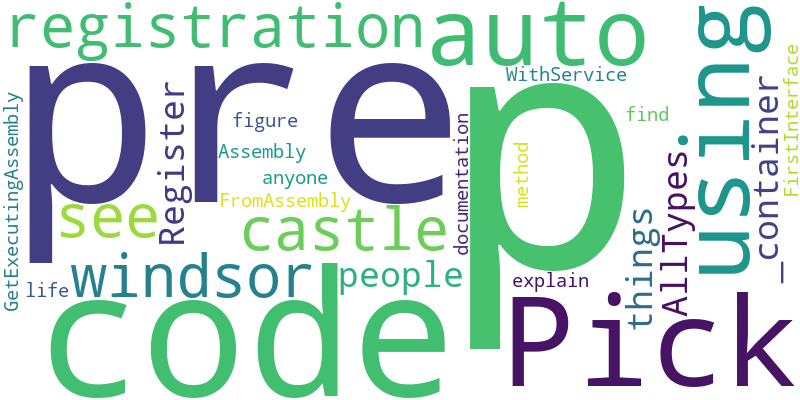 registration
auto
using
pre
p
WithService
FirstInterface
_container
find
figure
Register
GetExecutingAssembly
Assembly
anyone
FromAssembly
documentation
method
AllTypes.
see
castle
things
windsor
people
life
explain
code
Pick